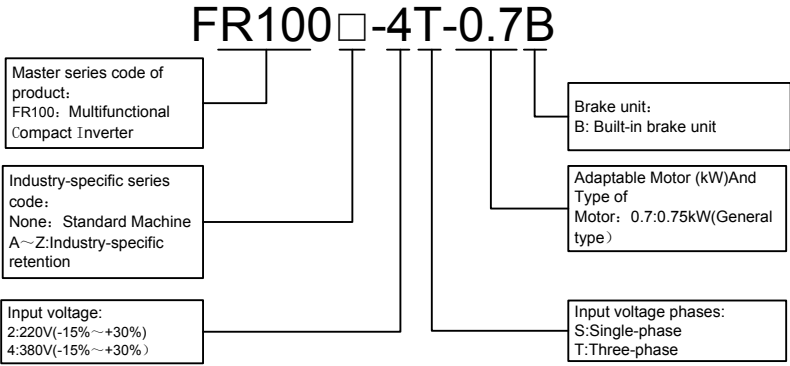 FR100□-4T-0.7B
Master series code of
product：
FR100：Multifunctional
Compact Inverter
Industry-specific series
code：
None：Standard Machine
A～Z:Industry-specific
retention
Input voltage:
2:220V(-15%～+30%)
4:380V(-15%～+30%）
Brake unit：
B: Built-in brake unit
Adaptable Motor (kW)And
Type of
Motor：0.7:0.75kW(General
type）
Input voltage phases:
S:Single-phase
T:Three-phase